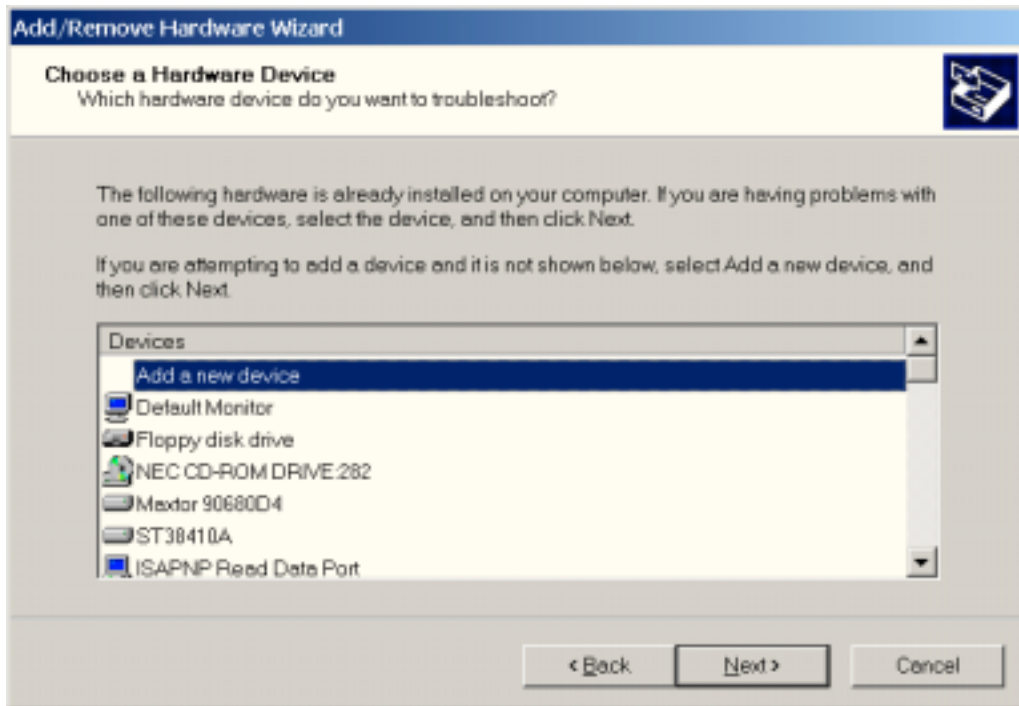 Add/Remove Hardware Wizard
Choose a Hardware Device
Which hardware device do you want to troubleshoot?
The following hardware is already installed on your computer. If you are having problems with
one of these devices, select the device, and then click Next.
If you are attempting to add a device and it is not shown below, select Add a new device, and
then click Next.
Devices
Add a new device
Default Monitor
Floppy disk drive
NEC CD-ROM DRIVE:282
Maxtor 90680D4
ST38410A
ISAPNP Read Data Port
< Back
Next >
Cancel